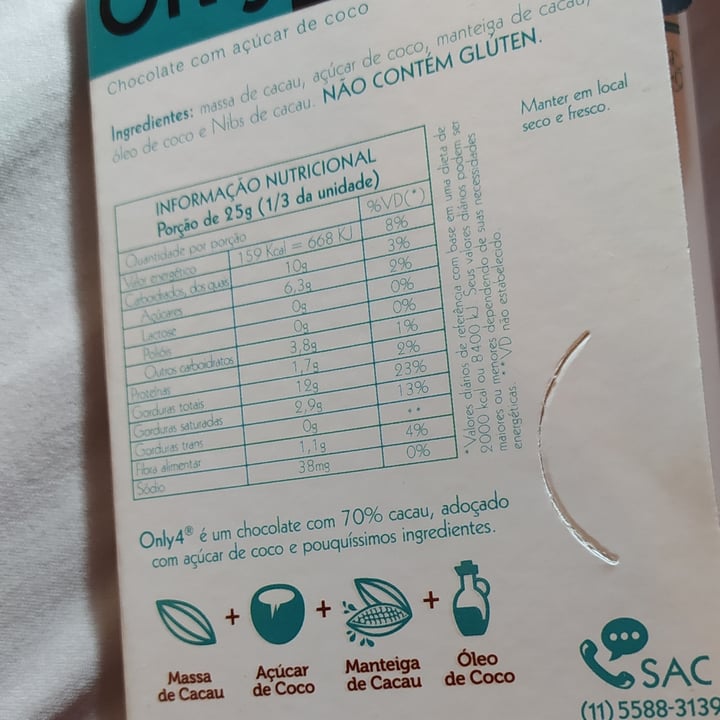 Only
Chocolate com açúcar de coco
Ingredientes: massa de cacau, açúcar de coco, manteiga de cacau,
óleo de coco e Nibs de cacau. NÃO CONTÉM GLÚTEN.
Manter em local
seco e fresco.
INFORMAÇÃO NUTRICIONAL
Porção de 25g (1/3 da unidade)
Quantidade por porção %VD(*)
Valor energético 159 Kcal = 668 KJ 8%
Carboidratos, dos quais 10g 3%
Açúcares 6,3g 2%
Lactose 0g 0%
Polióis 0g 0%
Outros carboidratos 3,8g 1%
Proteínas 1,7g 2%
Gorduras totais 12g 23%
Gorduras saturadas 2,9g 13%
Gorduras trans 0g **
Fibra alimentar 1,1g 4%
Sódio 38mg 0%
*Valores diários de referência com base em uma dieta de
2000 kcal ou 8400 kJ. Seus valores diários podem ser
maiores ou menores dependendo de suas necessidades
energéticas. **VD não estabelecido.
Only4® é um chocolate com 70% cacau, adoçado
com açúcar de coco e pouquíssimos ingredientes.
+ + +
Massa
de Cacau
Açúcar
de Coco
Manteiga
de Cacau
Óleo
de Coco
SAC
(11) 5588-3139